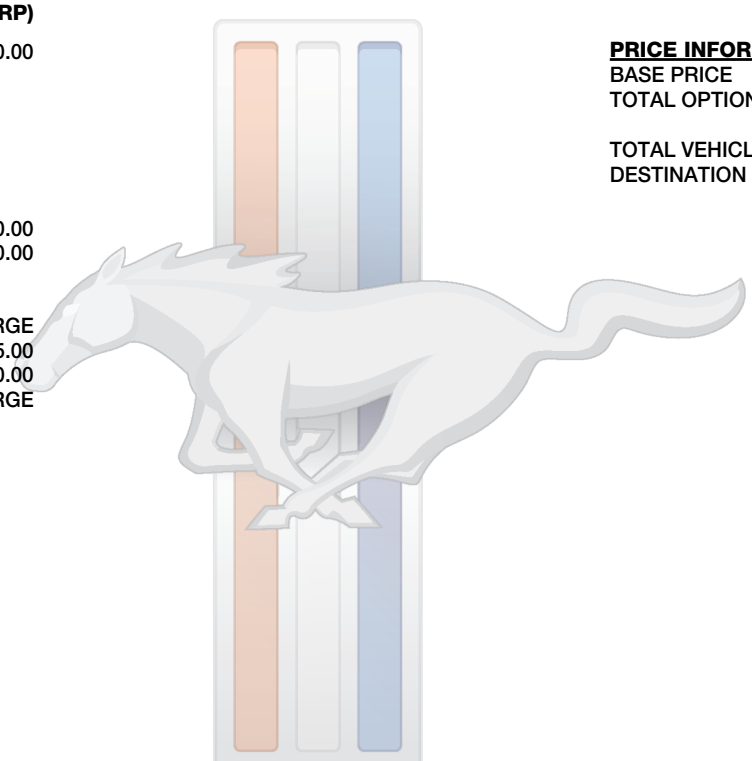 RP)
0.00
0.00
0.00
RGE
5.00
0.00
RGE
PRICE INFOR
BASE PRICE
TOTAL OPTION
TOTAL VEHICL
DESTINATION